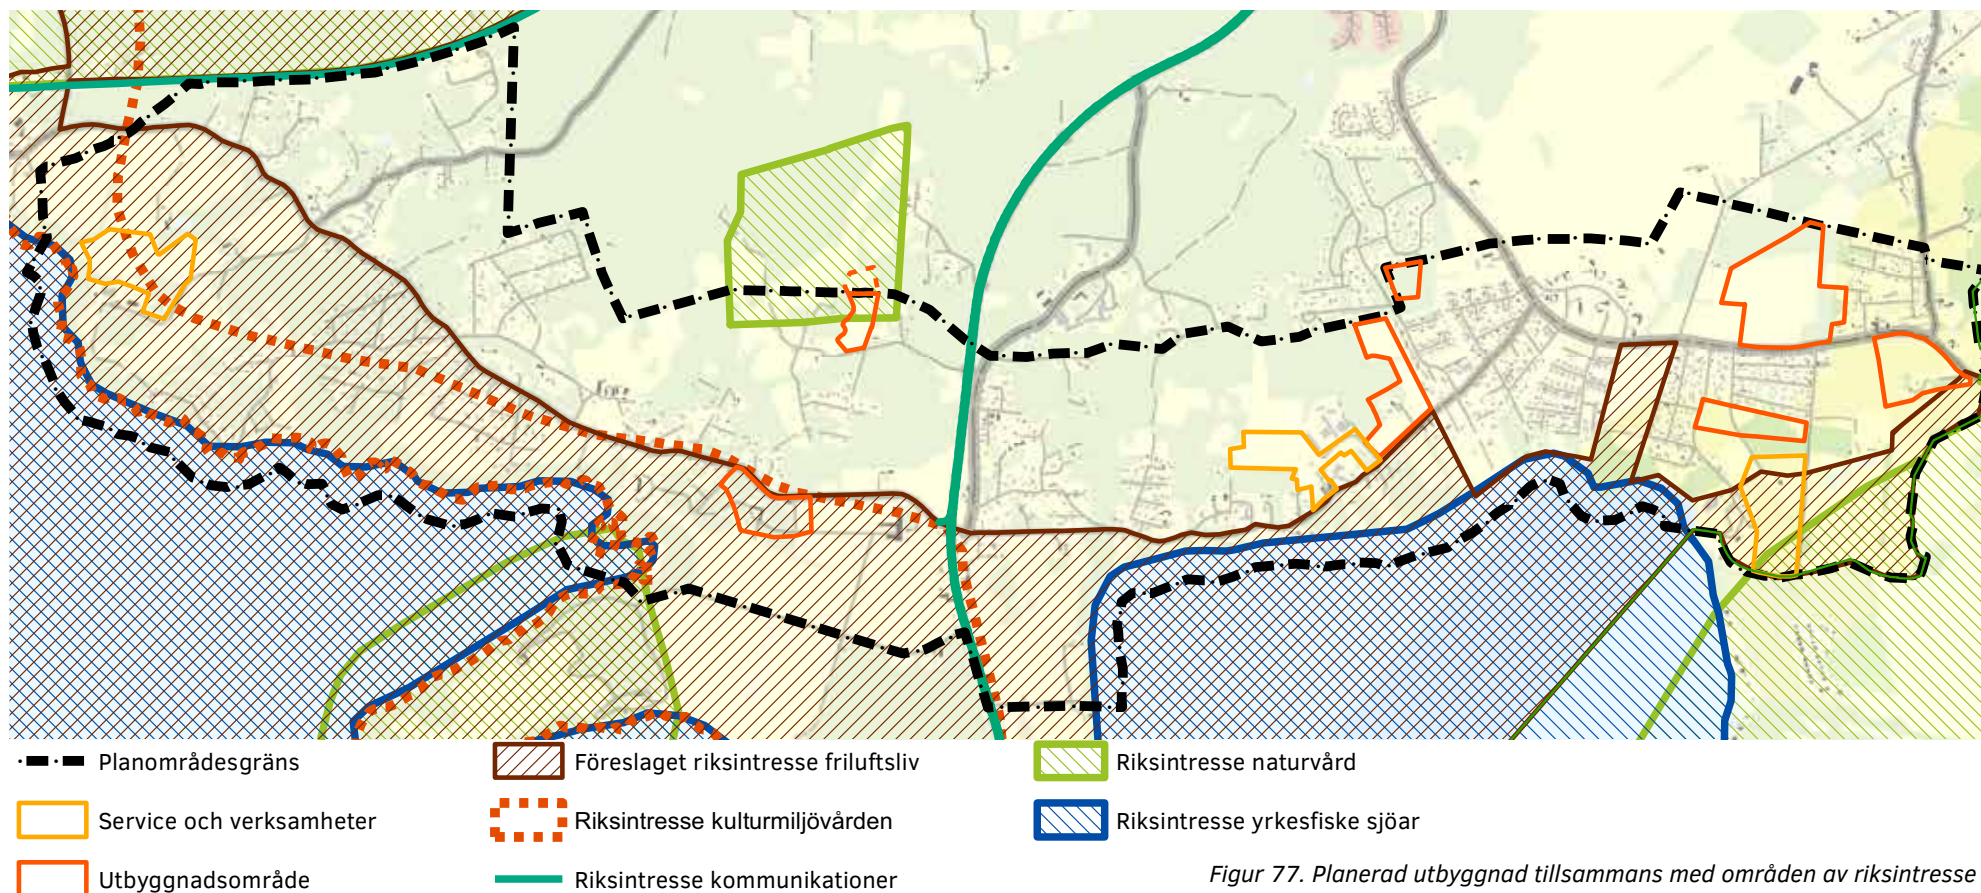 Planområdesgräns
Service och verksamheter
Utbyggnadsområde
Föreslaget riksintresse friluftsliv
Riksintresse kulturmiljövården
Riksintresse kommunikationer
Riksintresse naturvård
Riksintresse yrkesfiske sjöar
Figur 77. Planerad utbyggnad tillsammans med områden av riksintresse